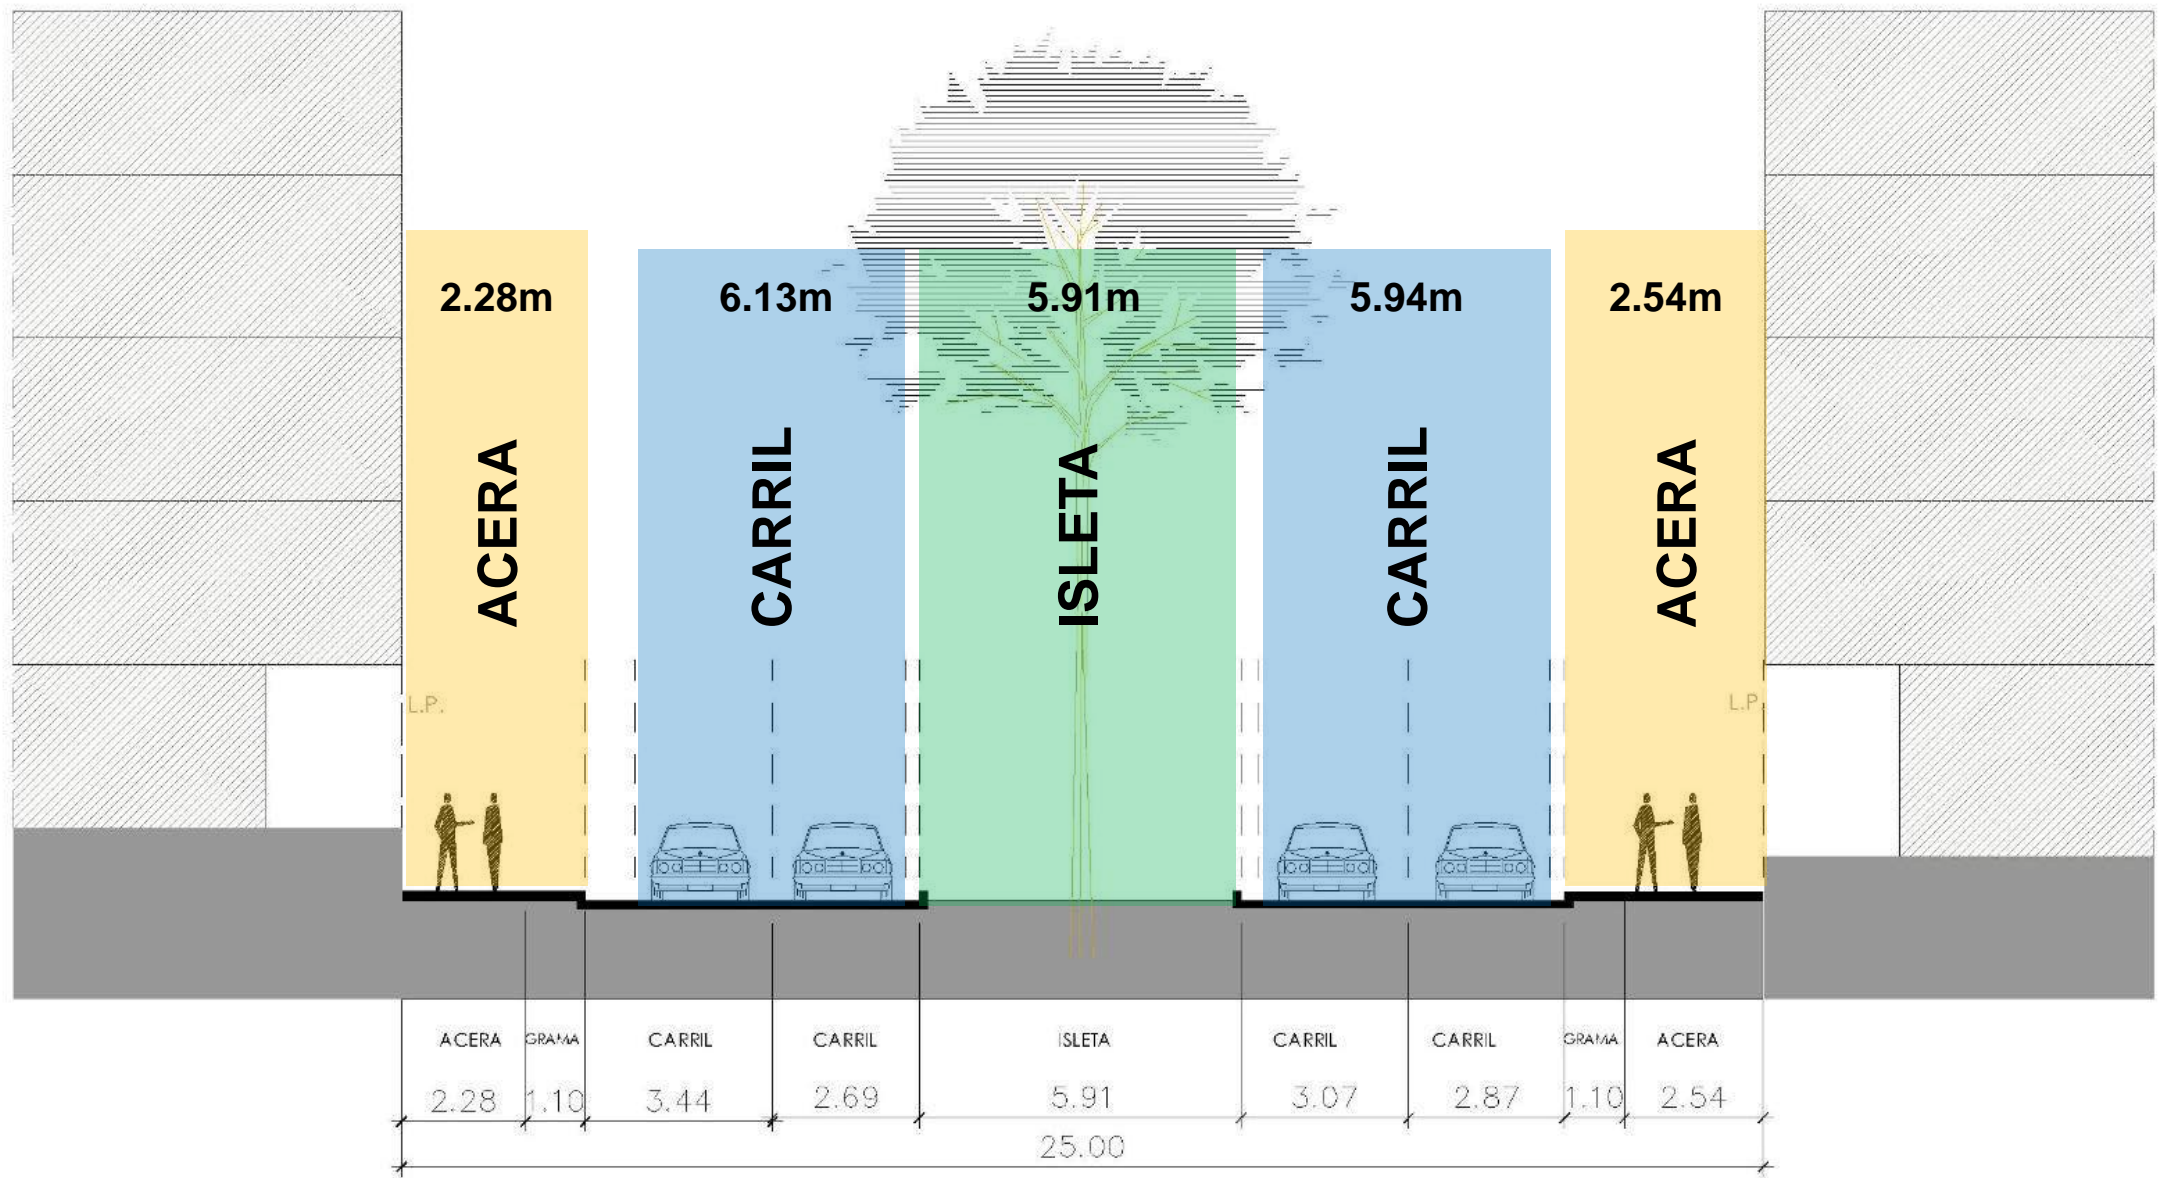 2.28m 6.13m 5.91m 5.94m 2.54m
ACERA CARRIL ISLETA CARRIL ACERA
L.P. L.P.
ACERA GRAMA CARRIL CARRIL ISLETA CARRIL CARRIL GRAMA ACERA
2.28 1.10 3.44 2.69 5.91 3.07 2.87 1.10 2.54
25.00